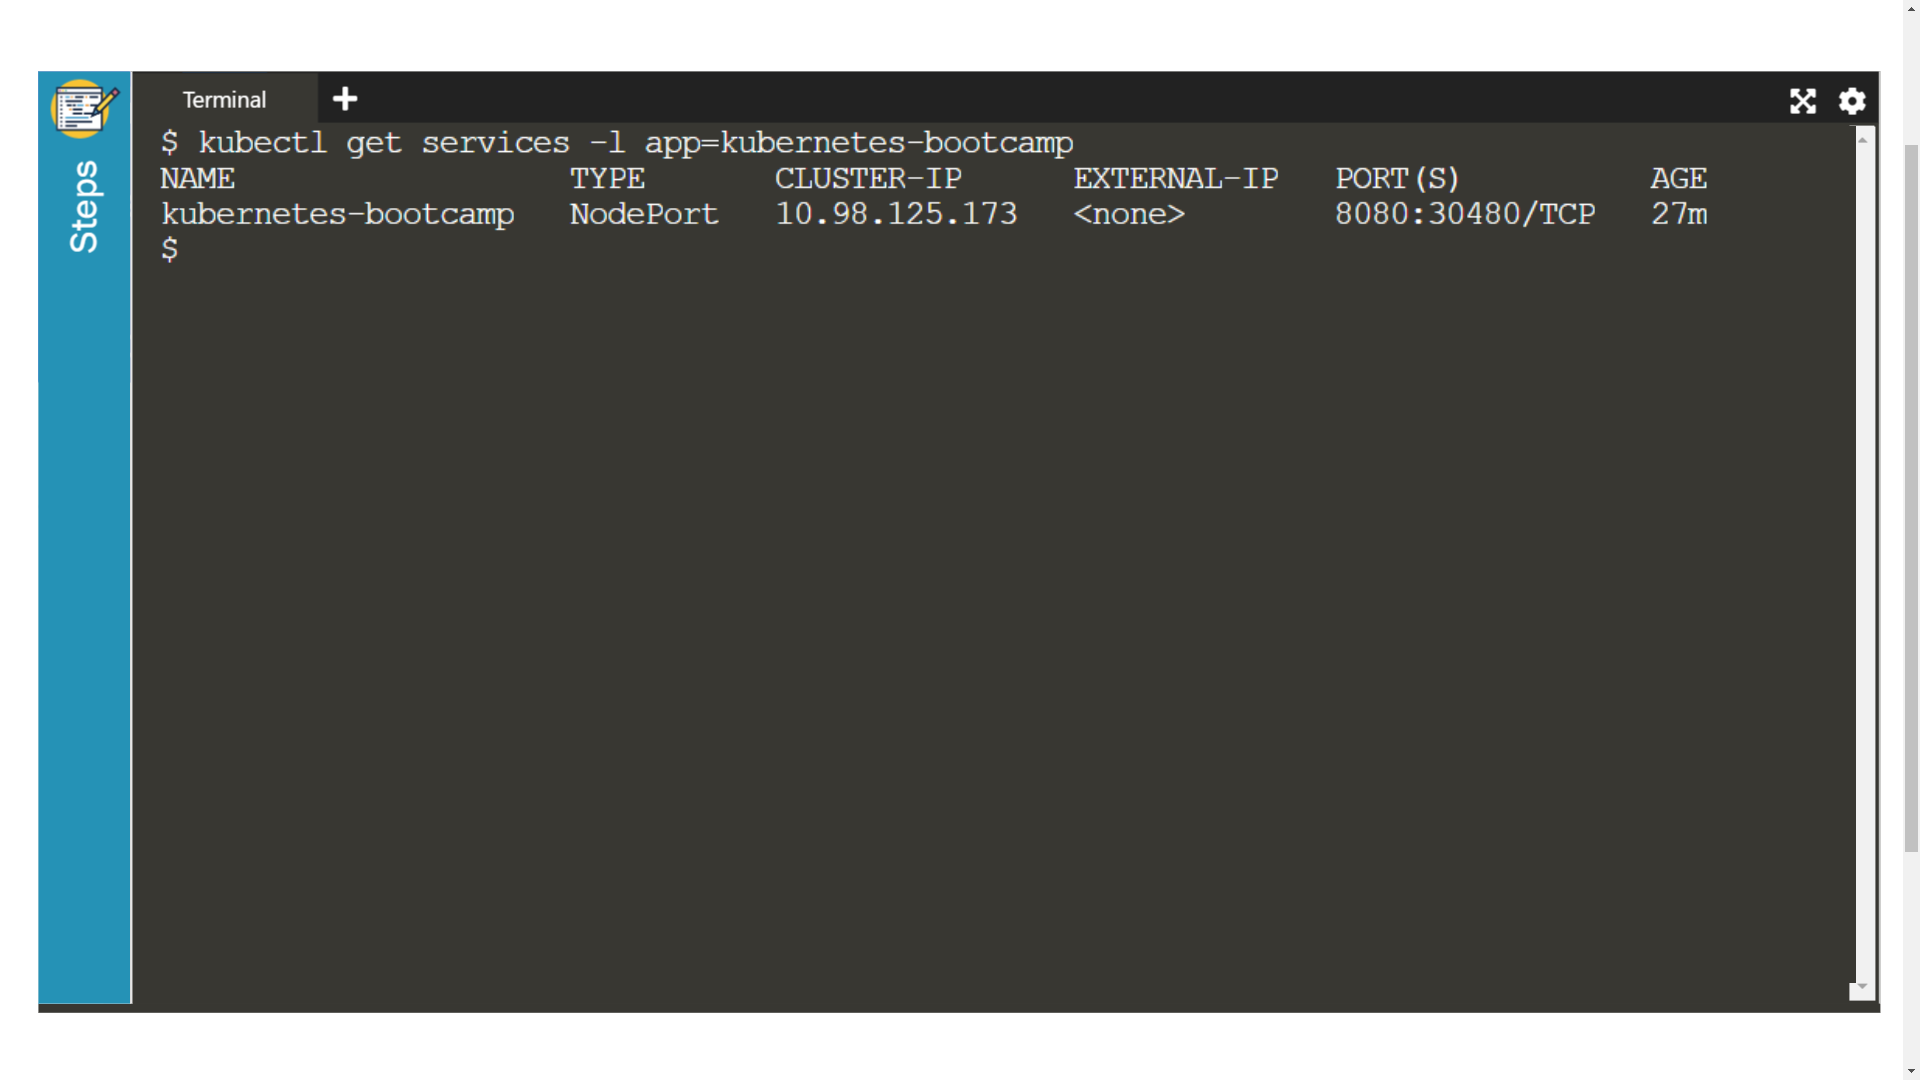 Steps
Terminal
$ kubectl get services -l app=kubernetes-bootcamp
NAME TYPE CLUSTER-IP EXTERNAL-IP PORT(S) AGE
kubernetes-bootcamp NodePort 10.98.125.173 <none> 8080:30480/TCP 27m
$